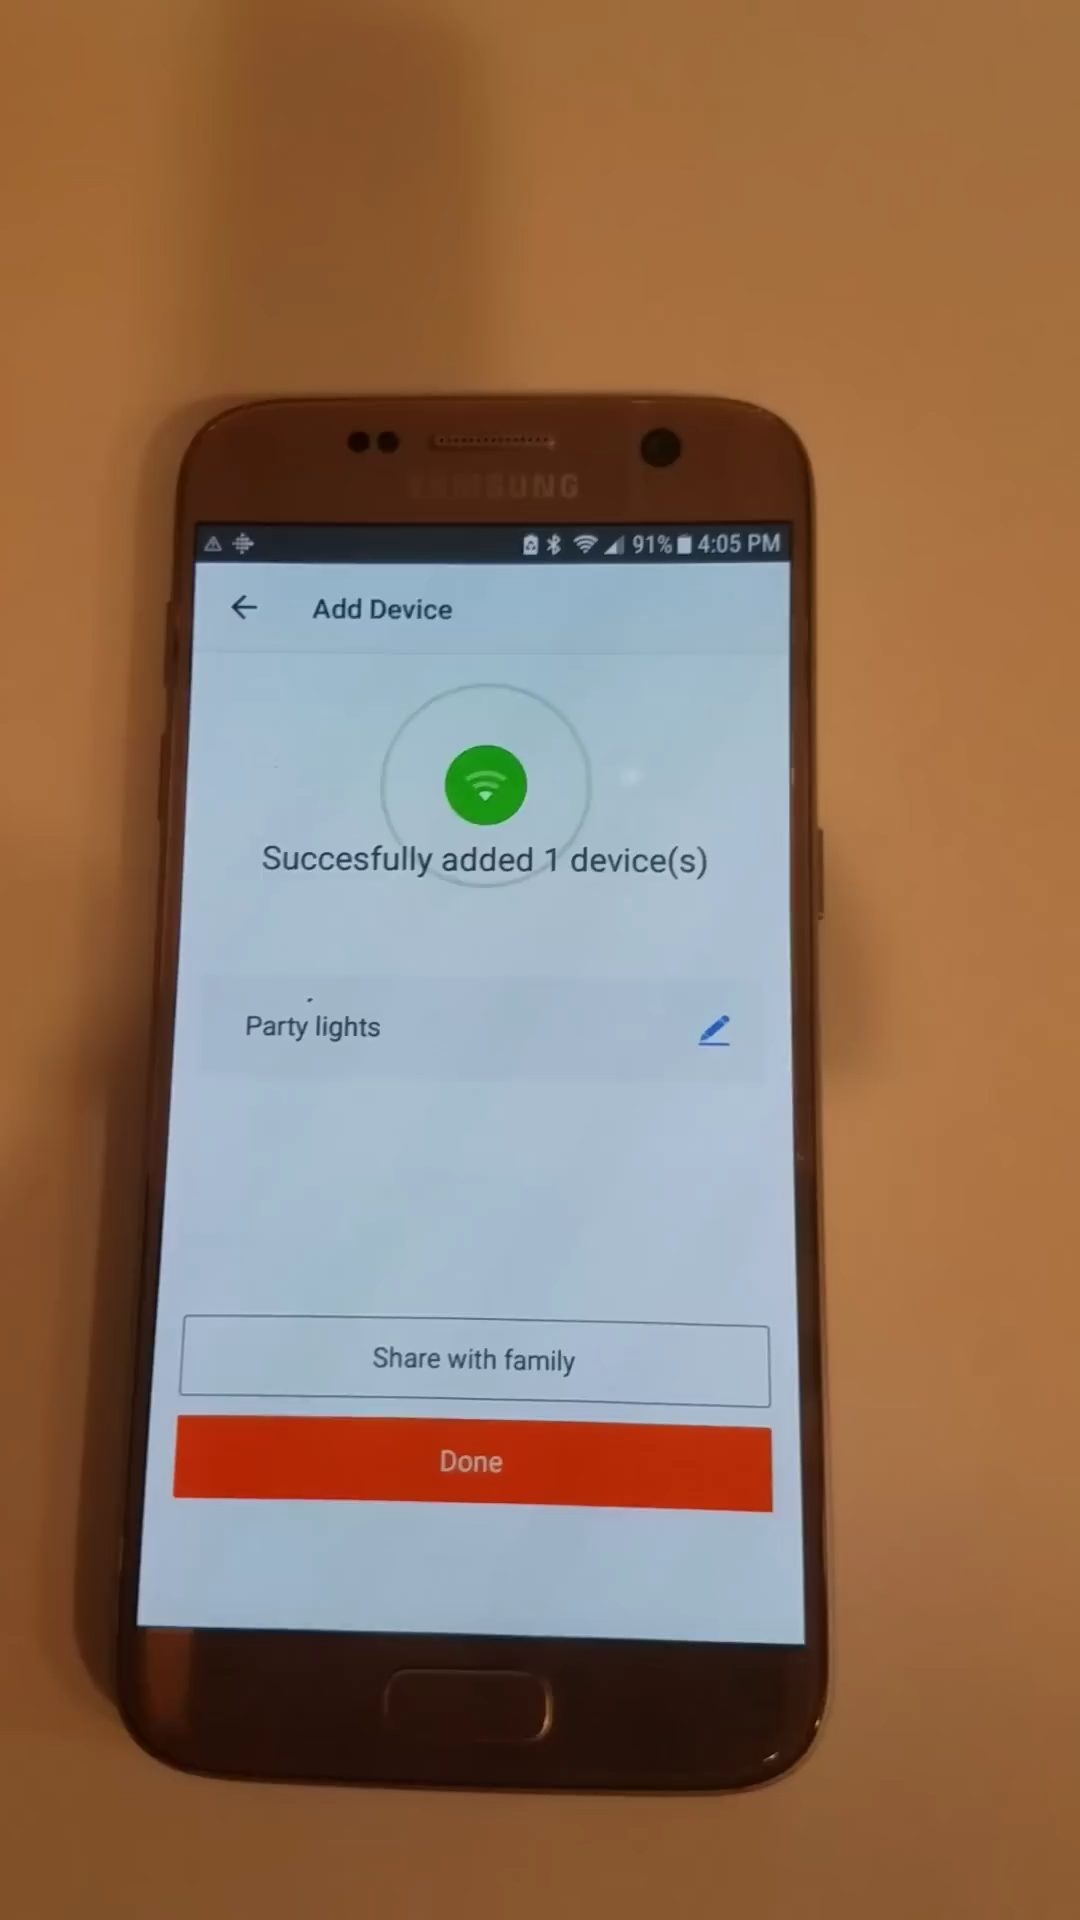 SAMSUNG
91% 4:05 PM
Add Device
Succesfully added 1 device(s)
Party lights
Share with family
Done